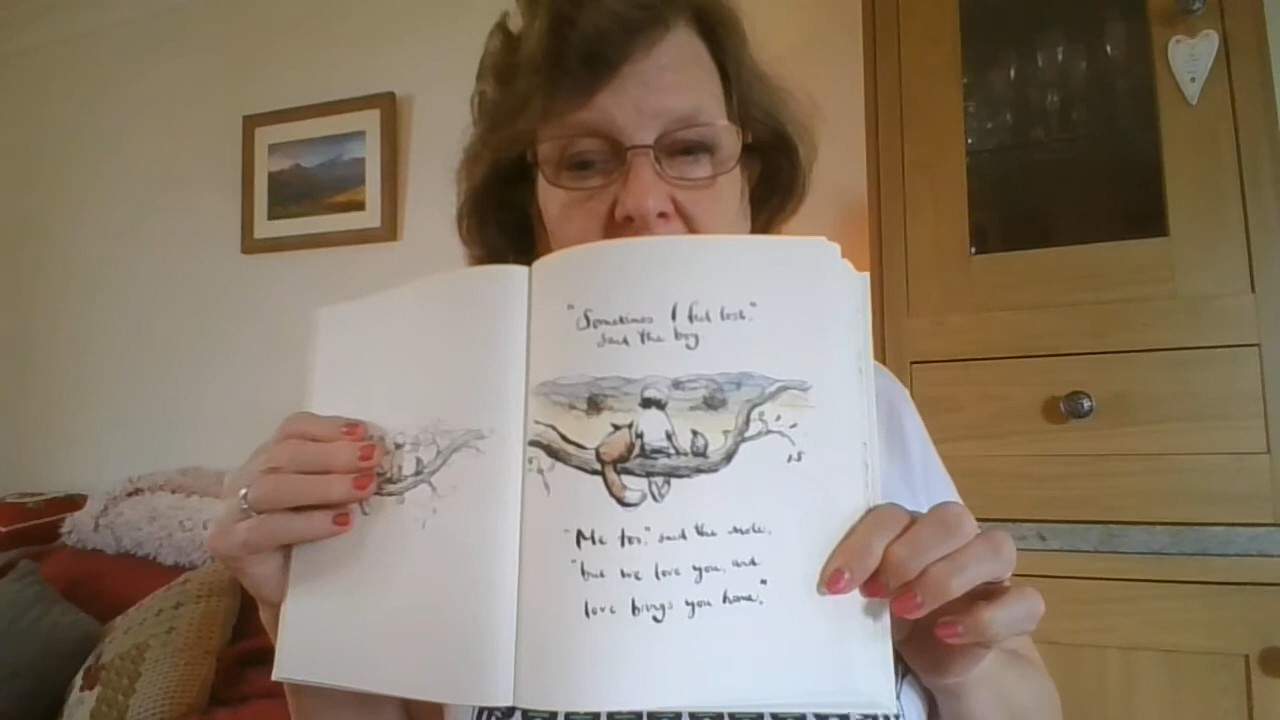 "Sometimes I feel lost,"
said the boy
"Me too," said the mole,
"but we love you, and
love brings you home."